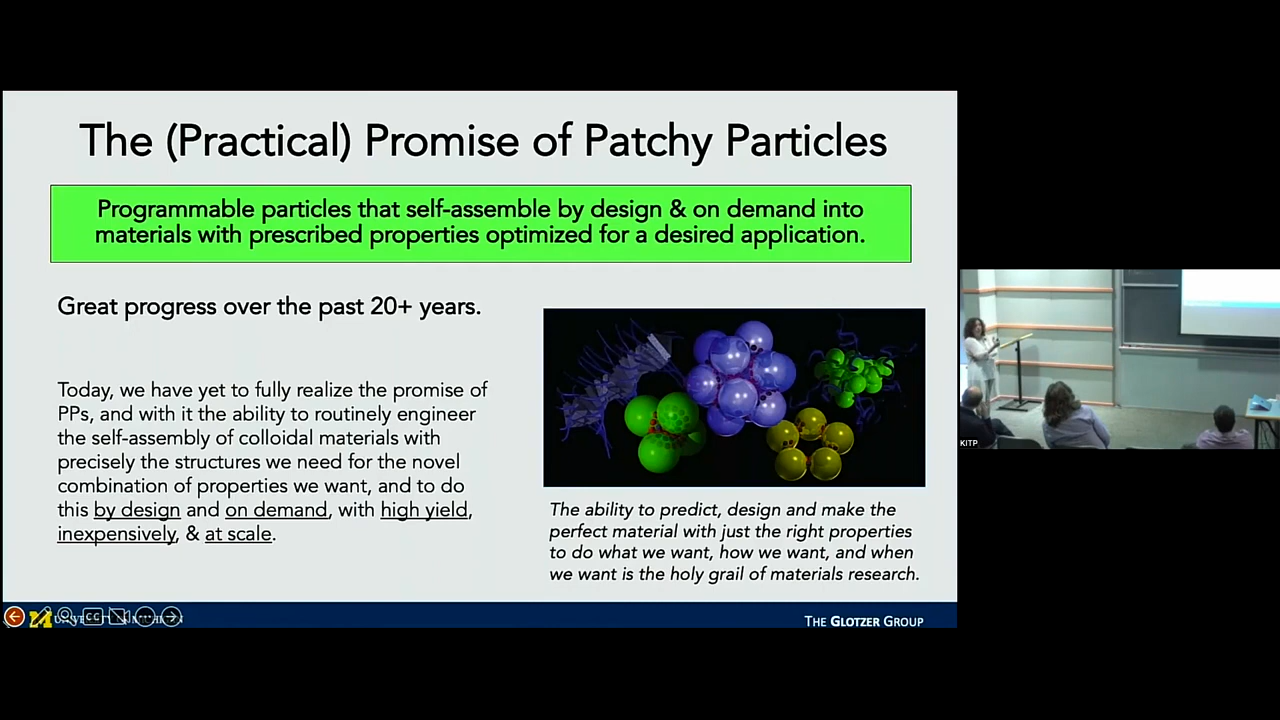 The (Practical) Promise of Patchy Particles
Programmable particles that self-assemble by design & on demand into
materials with prescribed properties optimized for a desired application.
Great progress over the past 20+ years.
Today, we have yet to fully realize the promise of
PPs, and with it the ability to routinely engineer
the self-assembly of colloidal materials with
precisely the structures we need for the novel
combination of properties we want, and to do
this by design and on demand, with high yield,
inexpensively, & at scale.
The ability to predict, design and make the
perfect material with just the right properties
to do what we want, how we want, and when
we want is the holy grail of materials research.
CC
THE GLOTZER GROUP
KITP